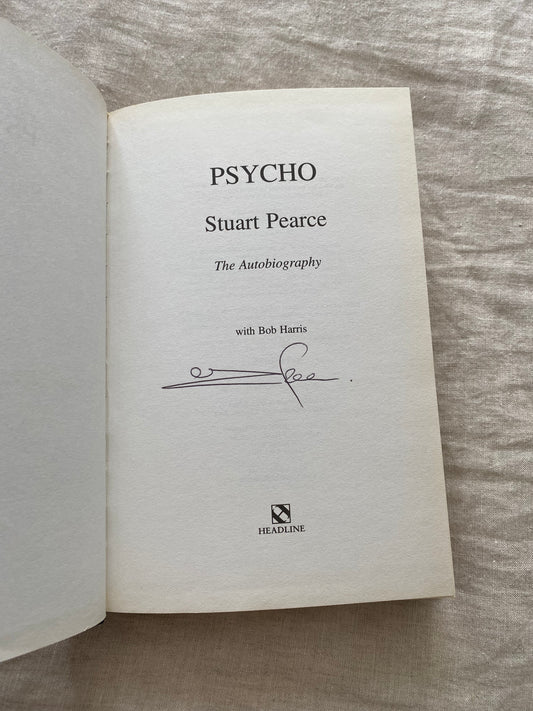 PSYCHO
Stuart Pearce
The Autobiography
with Bob Harris
HEADLINE